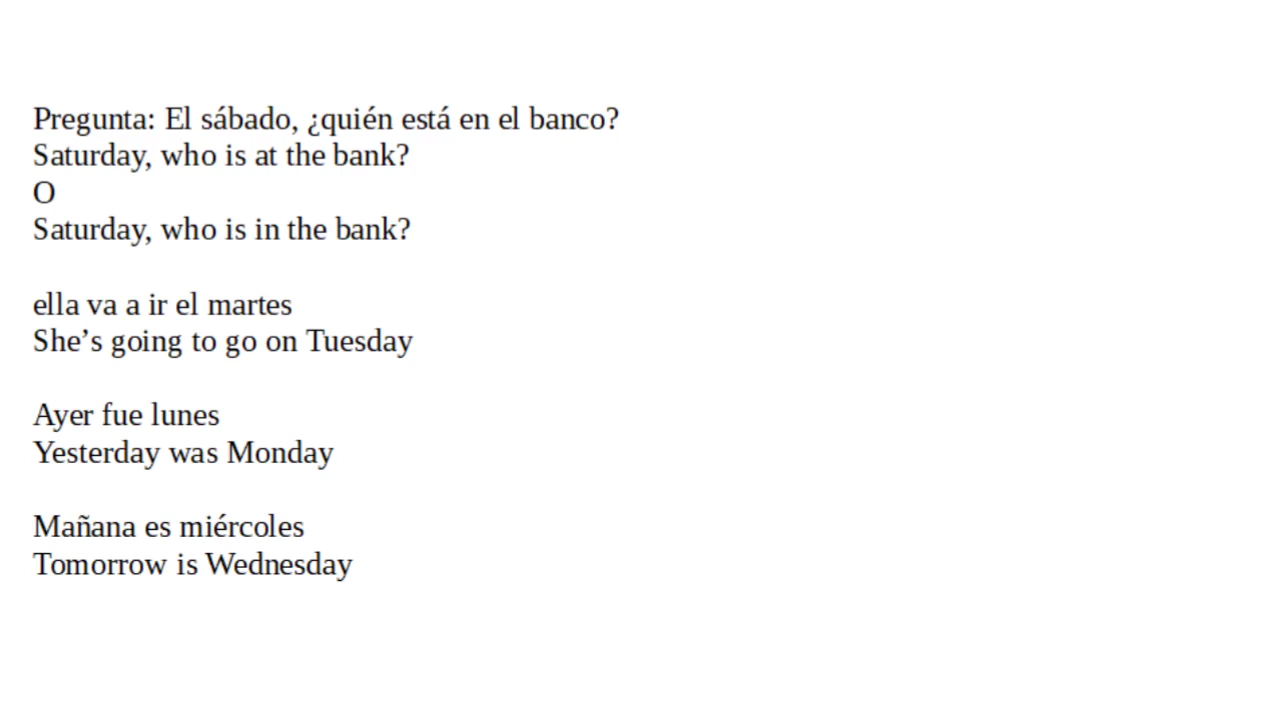 Pregunta: El sábado, ¿quién está en el banco?
Saturday, who is at the bank?
O
Saturday, who is in the bank?
ella va a ir el martes
She’s going to go on Tuesday
Ayer fue lunes
Yesterday was Monday
Mañana es miércoles
Tomorrow is Wednesday